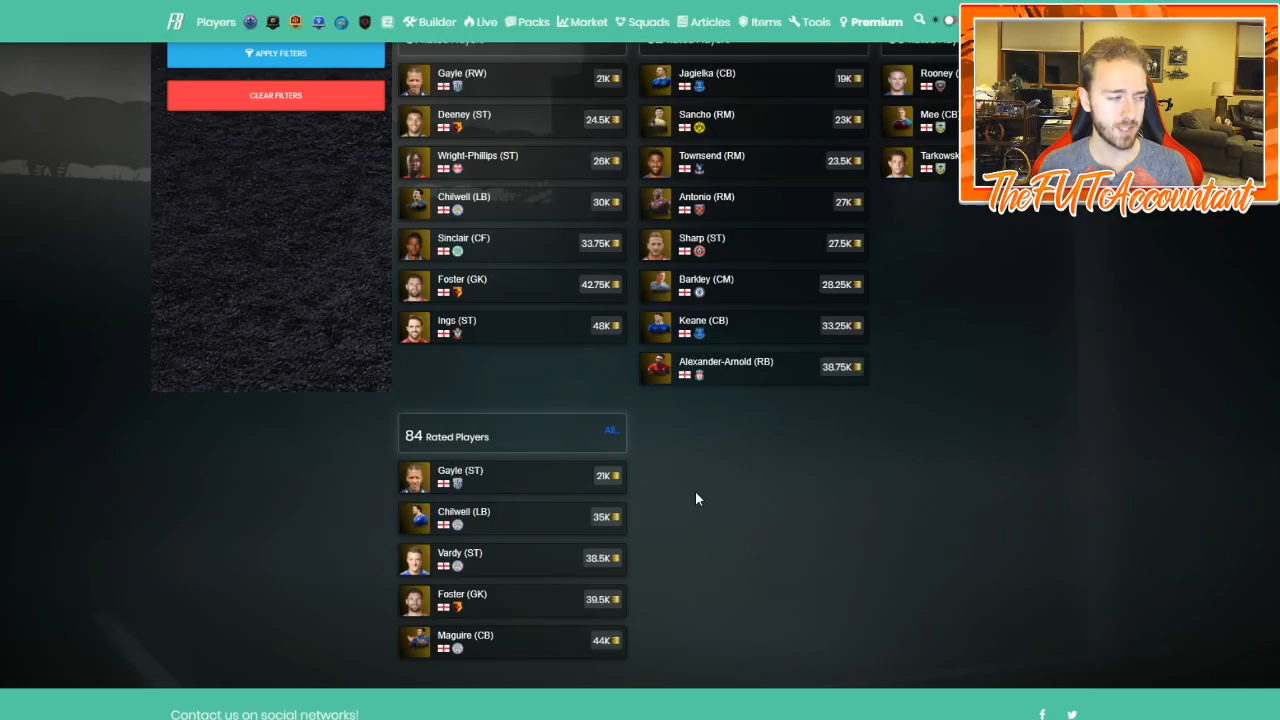 F8 Players Builder Live Packs Market Squads Articles Items Tools Premium
APPLY FILTERS
CLEAR FILTERS
Gayle (RW) 21K
Deeney (ST) 24.5K
Wright-Phillips (ST) 26K
Chilwell (LB) 30K
Sinclair (CF) 33.75K
Foster (GK) 42.75K
Ings (ST) 48K
Jagielka (CB) 19K
Sancho (RM) 23K
Townsend (RM) 23.5K
Antonio (RM) 27K
Sharp (ST) 27.5K
Barkley (CM) 28.25K
Keane (CB) 33.25K
Alexander-Arnold (RB) 38.75K
Rooney (
Mee (CB
Tarkowsk
TheFUTAccountant
84 Rated Players All..
Gayle (ST) 21K
Chilwell (LB) 35K
Vardy (ST) 38.5K
Foster (GK) 39.5K
Maguire (CB) 44K
Contact us on social networks!